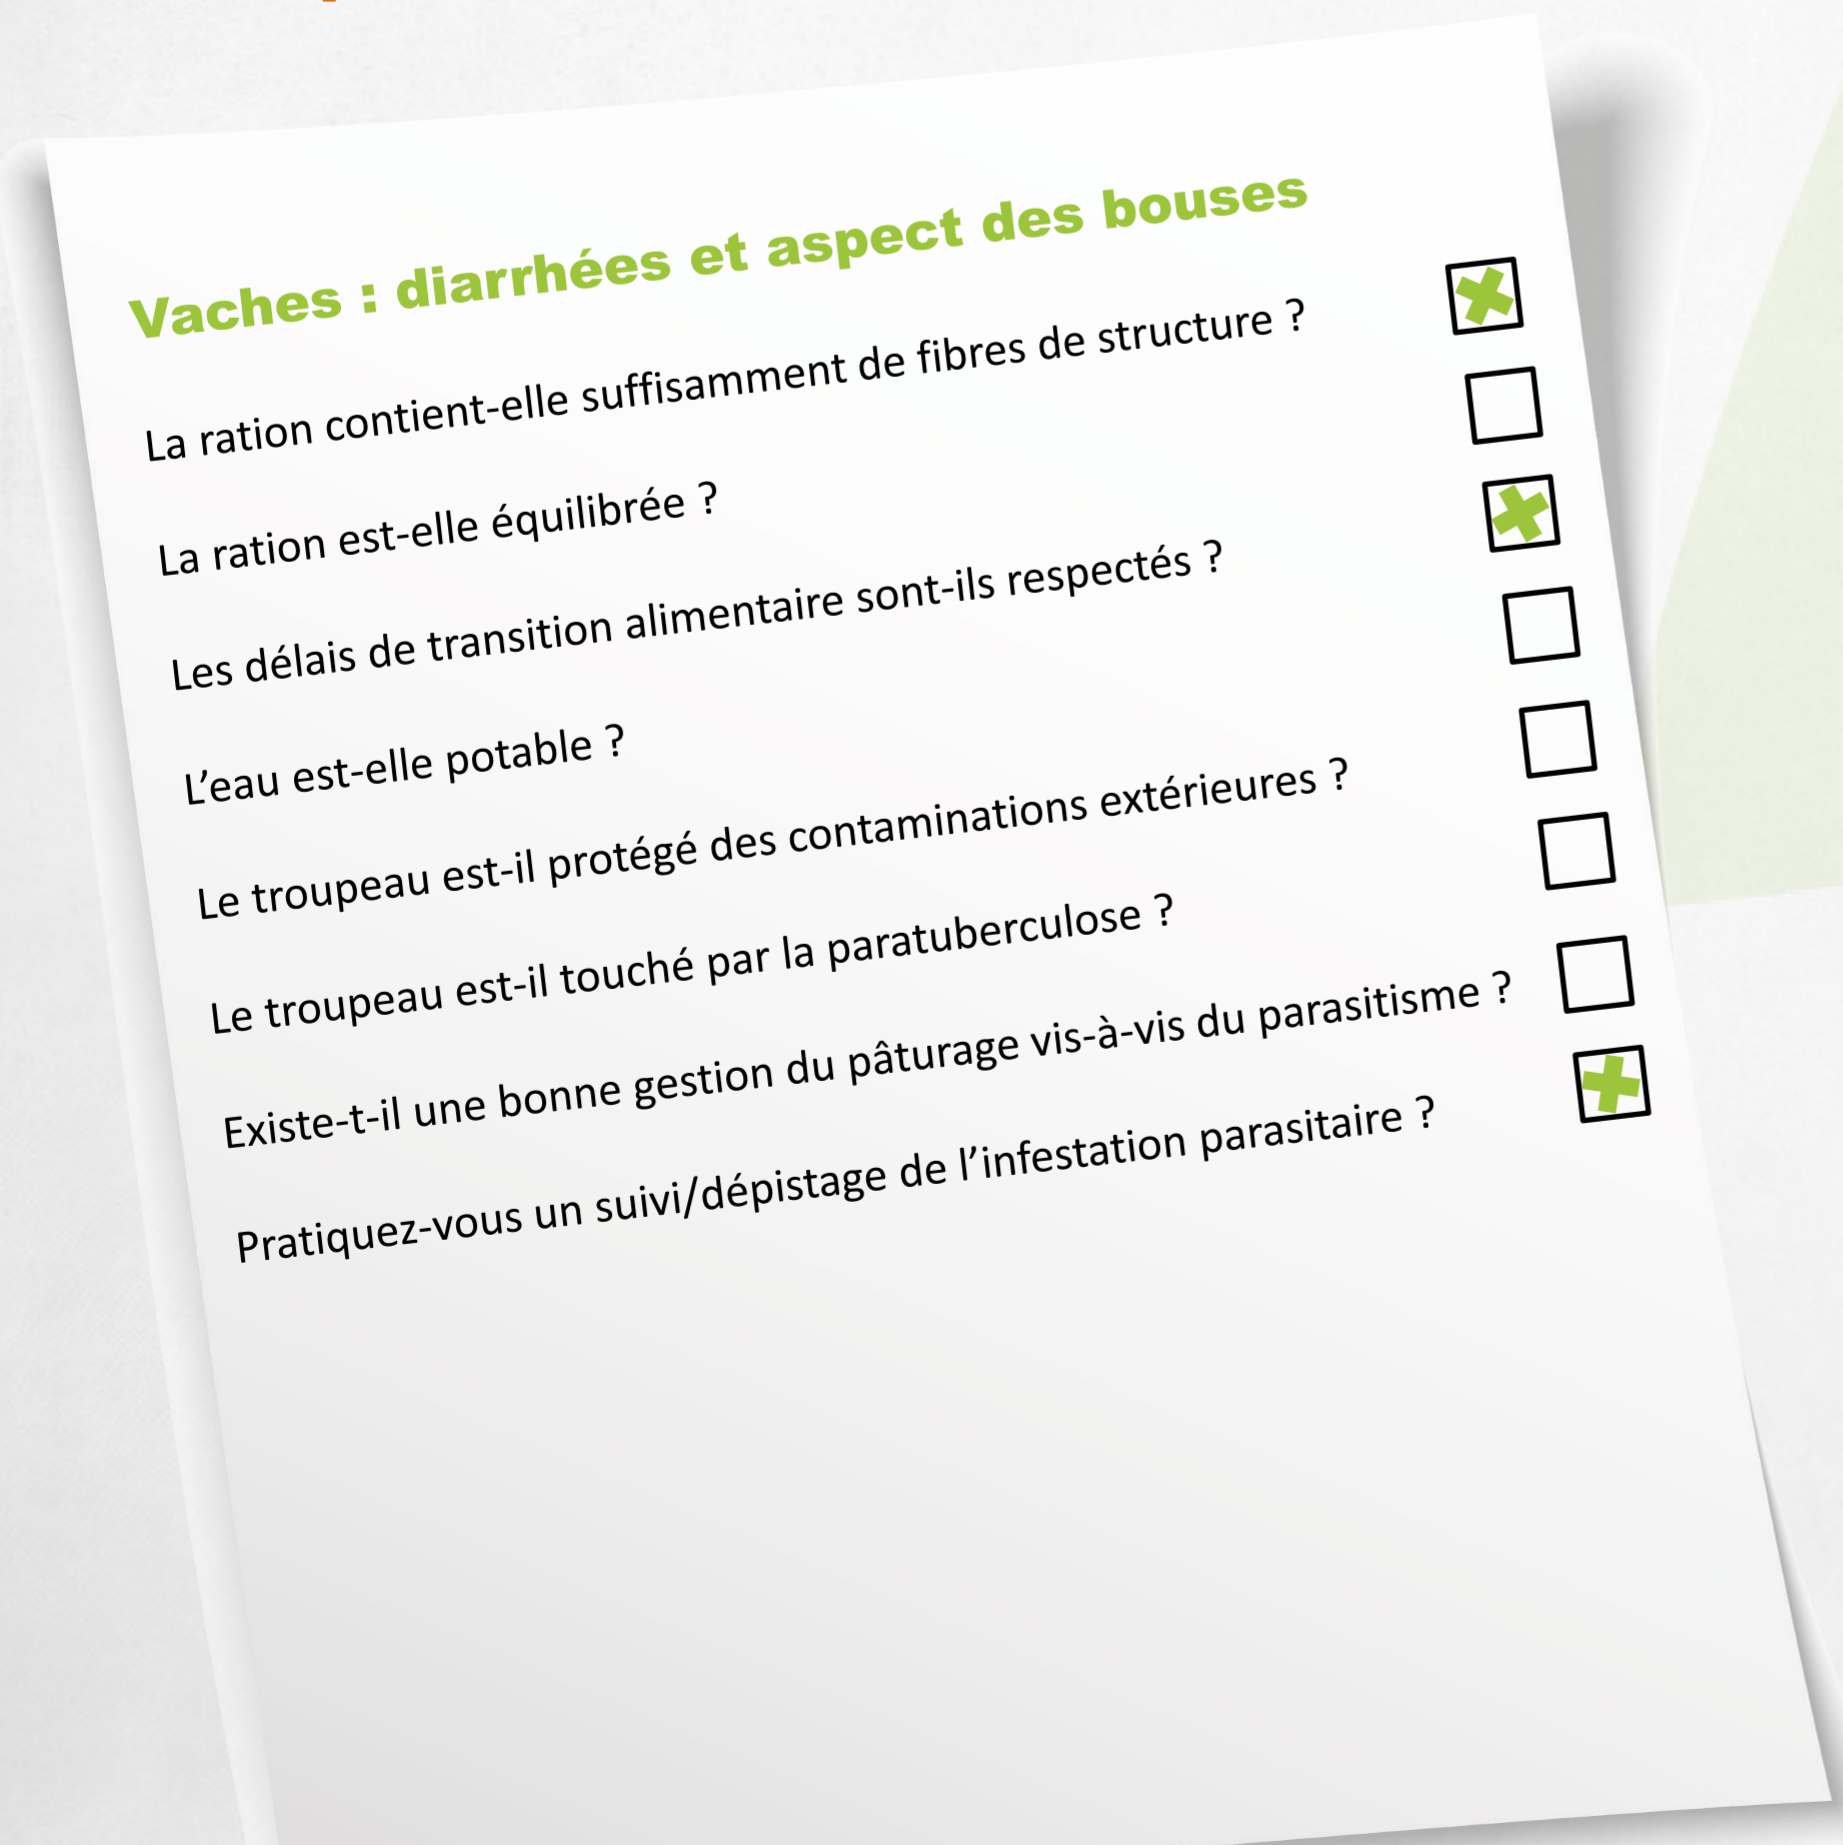 Vaches : diarrhées et aspect des bouses
La ration contient-elle suffisamment de fibres de structure ?
La ration est-elle équilibrée ?
Les délais de transition alimentaire sont-ils respectés ?
L’eau est-elle potable ?
Le troupeau est-il protégé des contaminations extérieures ?
Le troupeau est-il touché par la paratuberculose ?
Existe-t-il une bonne gestion du pâturage vis-à-vis du parasitisme ?
Pratiquez-vous un suivi/dépistage de l’infestation parasitaire ?